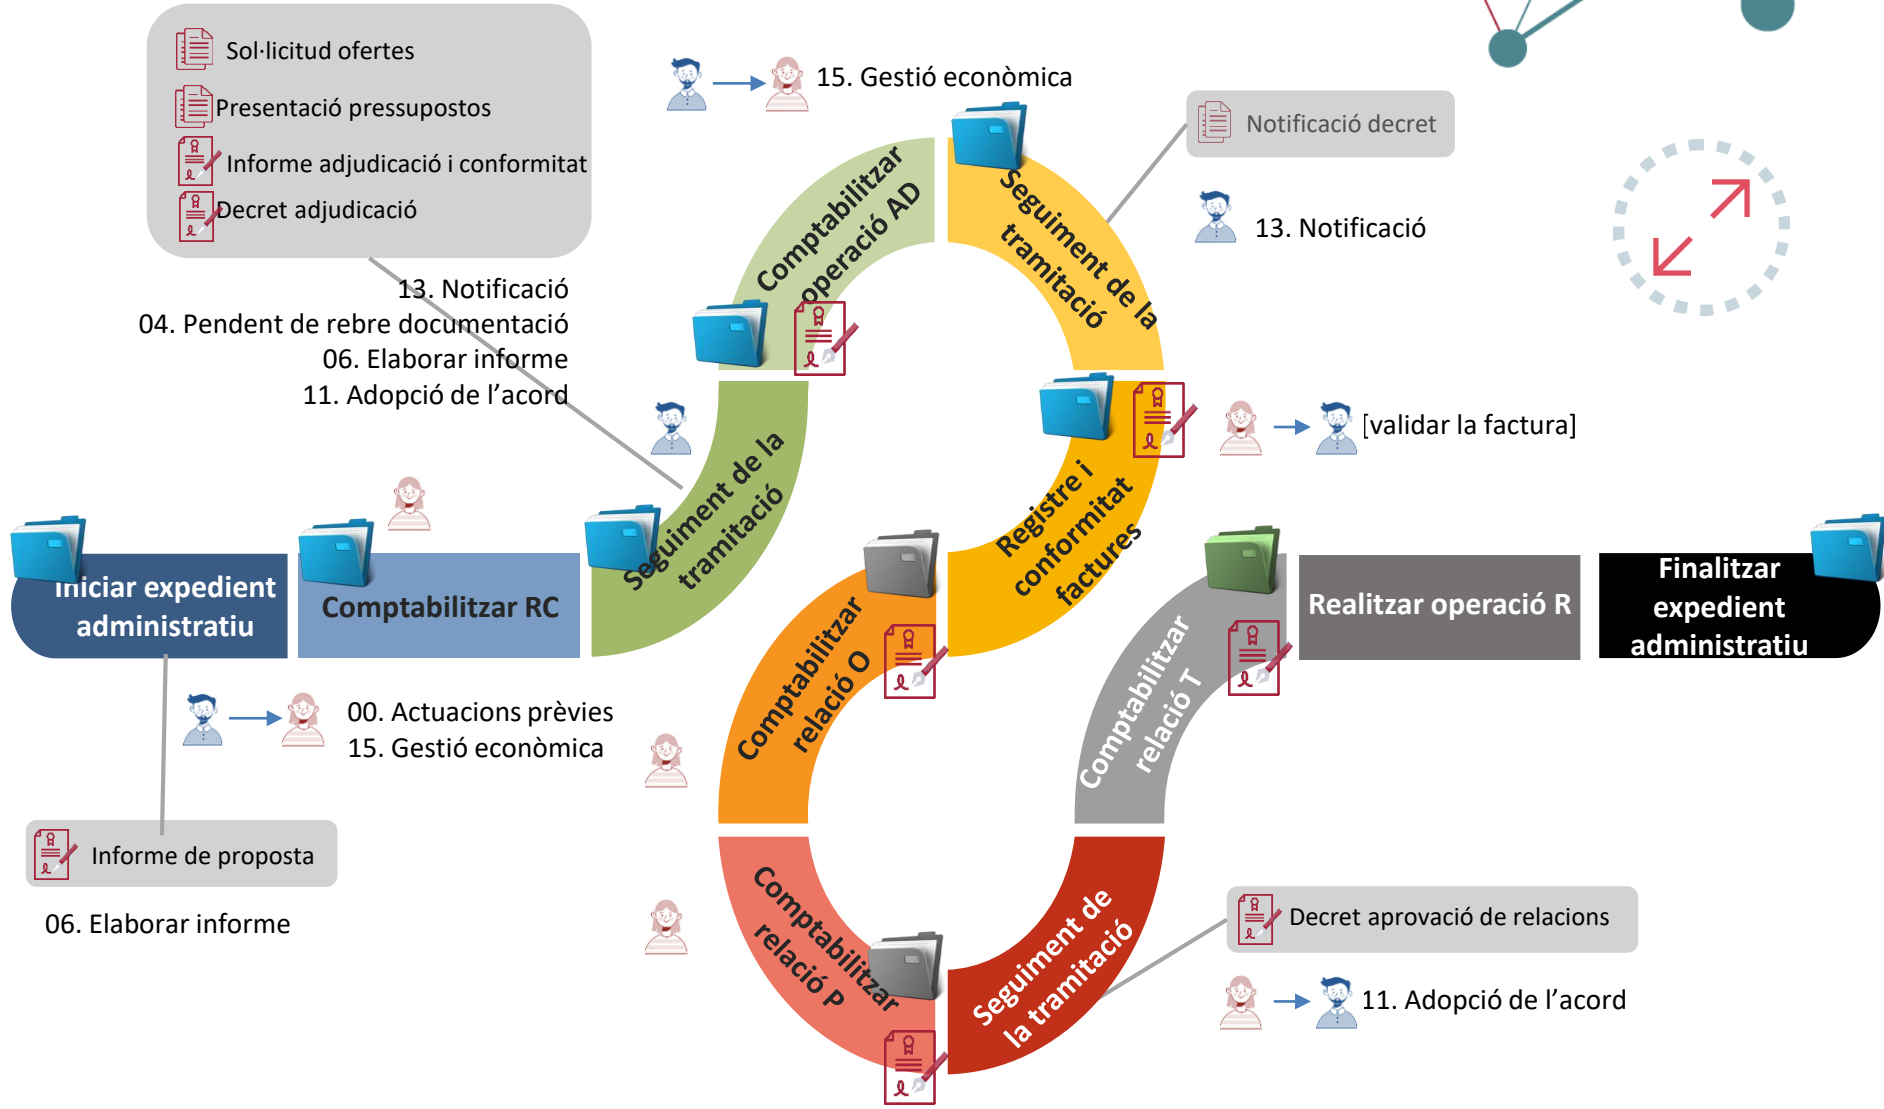 Sol·licitud ofertes
Presentació pressupostos
Informe adjudicació i conformitat
Decret adjudicació
13. Notificació
04. Pendent de rebre documentació
06. Elaborar informe
11. Adopció de l’acord
15. Gestió econòmica
Notificació decret
13. Notificació
Comptabilitzar
operació AD
Seguiment de la
tramitació
[validar la factura]
Seguiment de la
tramitació
Registre i
conformitat
factures
Iniciar expedient
administratiu
Comptabilitzar RC
Comptabilitzar
relació O
Comptabilitzar
relació T
Realitzar operació R
Finalitzar
expedient
administratiu
00. Actuacions prèvies
15. Gestió econòmica
Informe de proposta
06. Elaborar informe
Comptabilitzar
relació P
Seguiment de
la tramitació
Decret aprovació de relacions
11. Adopció de l’acord